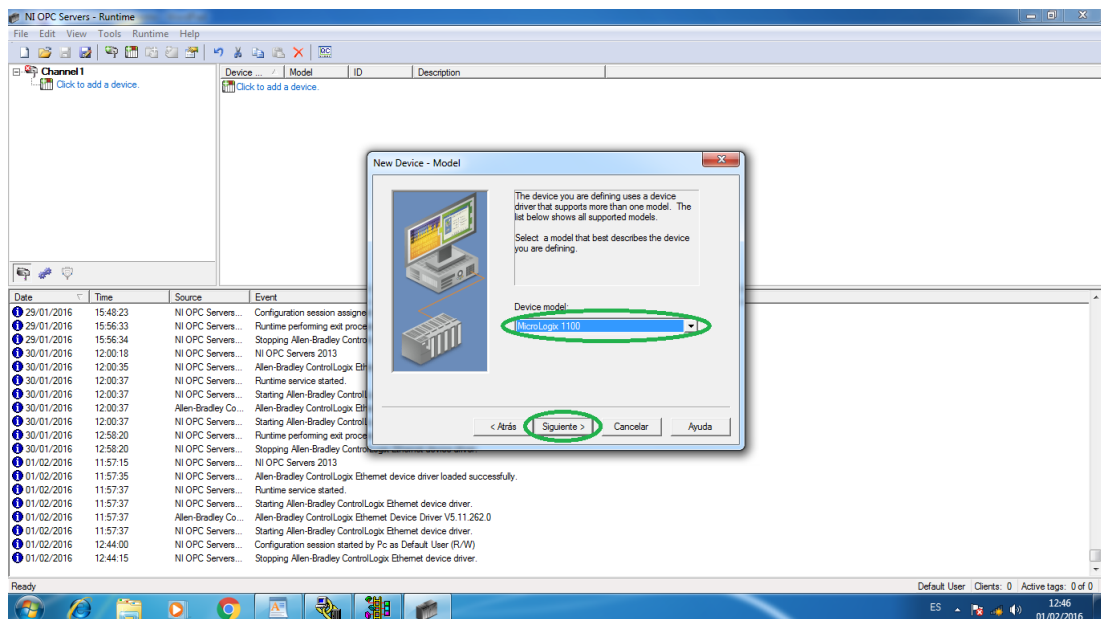 NI OPC Servers - Runtime
File Edit View Tools Runtime Help
Channel1
Click to add a device.
Device ... Model ID Description
Click to add a device.
New Device - Model
The device you are defining uses a device
driver that supports more than one model. The
list below shows all supported models.
Select a model that best describes the device
you are defining.
Device model:
MicroLogix 1100
< Atrás Siguiente > Cancelar Ayuda
Date Time Source Event
29/01/2016 15:48:23 NI OPC Servers... Configuration session assigne
29/01/2016 15:56:33 NI OPC Servers... Runtime performing exit proce
29/01/2016 15:56:34 NI OPC Servers... Stopping Allen-Bradley Contro
30/01/2016 12:00:18 NI OPC Servers... NI OPC Servers 2013
30/01/2016 12:00:35 NI OPC Servers... Allen-Bradley ControlLogix Eth
30/01/2016 12:00:37 NI OPC Servers... Runtime service started.
30/01/2016 12:00:37 NI OPC Servers... Starting Allen-Bradley Control
30/01/2016 12:00:37 Allen-Bradley Co... Allen-Bradley ControlLogix Eth
30/01/2016 12:00:37 NI OPC Servers... Starting Allen-Bradley Control
30/01/2016 12:58:20 NI OPC Servers... Runtime performing exit proce
30/01/2016 12:58:20 NI OPC Servers... Stopping Allen-Bradley ControlLogix Ethernet device driver.
01/02/2016 11:57:15 NI OPC Servers... NI OPC Servers 2013
01/02/2016 11:57:35 NI OPC Servers... Allen-Bradley ControlLogix Ethernet device driver loaded successfully.
01/02/2016 11:57:37 NI OPC Servers... Runtime service started.
01/02/2016 11:57:37 NI OPC Servers... Starting Allen-Bradley ControlLogix Ethernet device driver.
01/02/2016 11:57:37 Allen-Bradley Co... Allen-Bradley ControlLogix Ethernet Device Driver V5.11.262.0
01/02/2016 11:57:37 NI OPC Servers... Starting Allen-Bradley ControlLogix Ethernet device driver.
01/02/2016 12:44:00 NI OPC Servers... Configuration session started by Pc as Default User (R/W)
01/02/2016 12:44:15 NI OPC Servers... Stopping Allen-Bradley ControlLogix Ethernet device driver.
Ready Default User Clients: 0 Active tags: 0 of 0
ES 12:46
01/02/2016